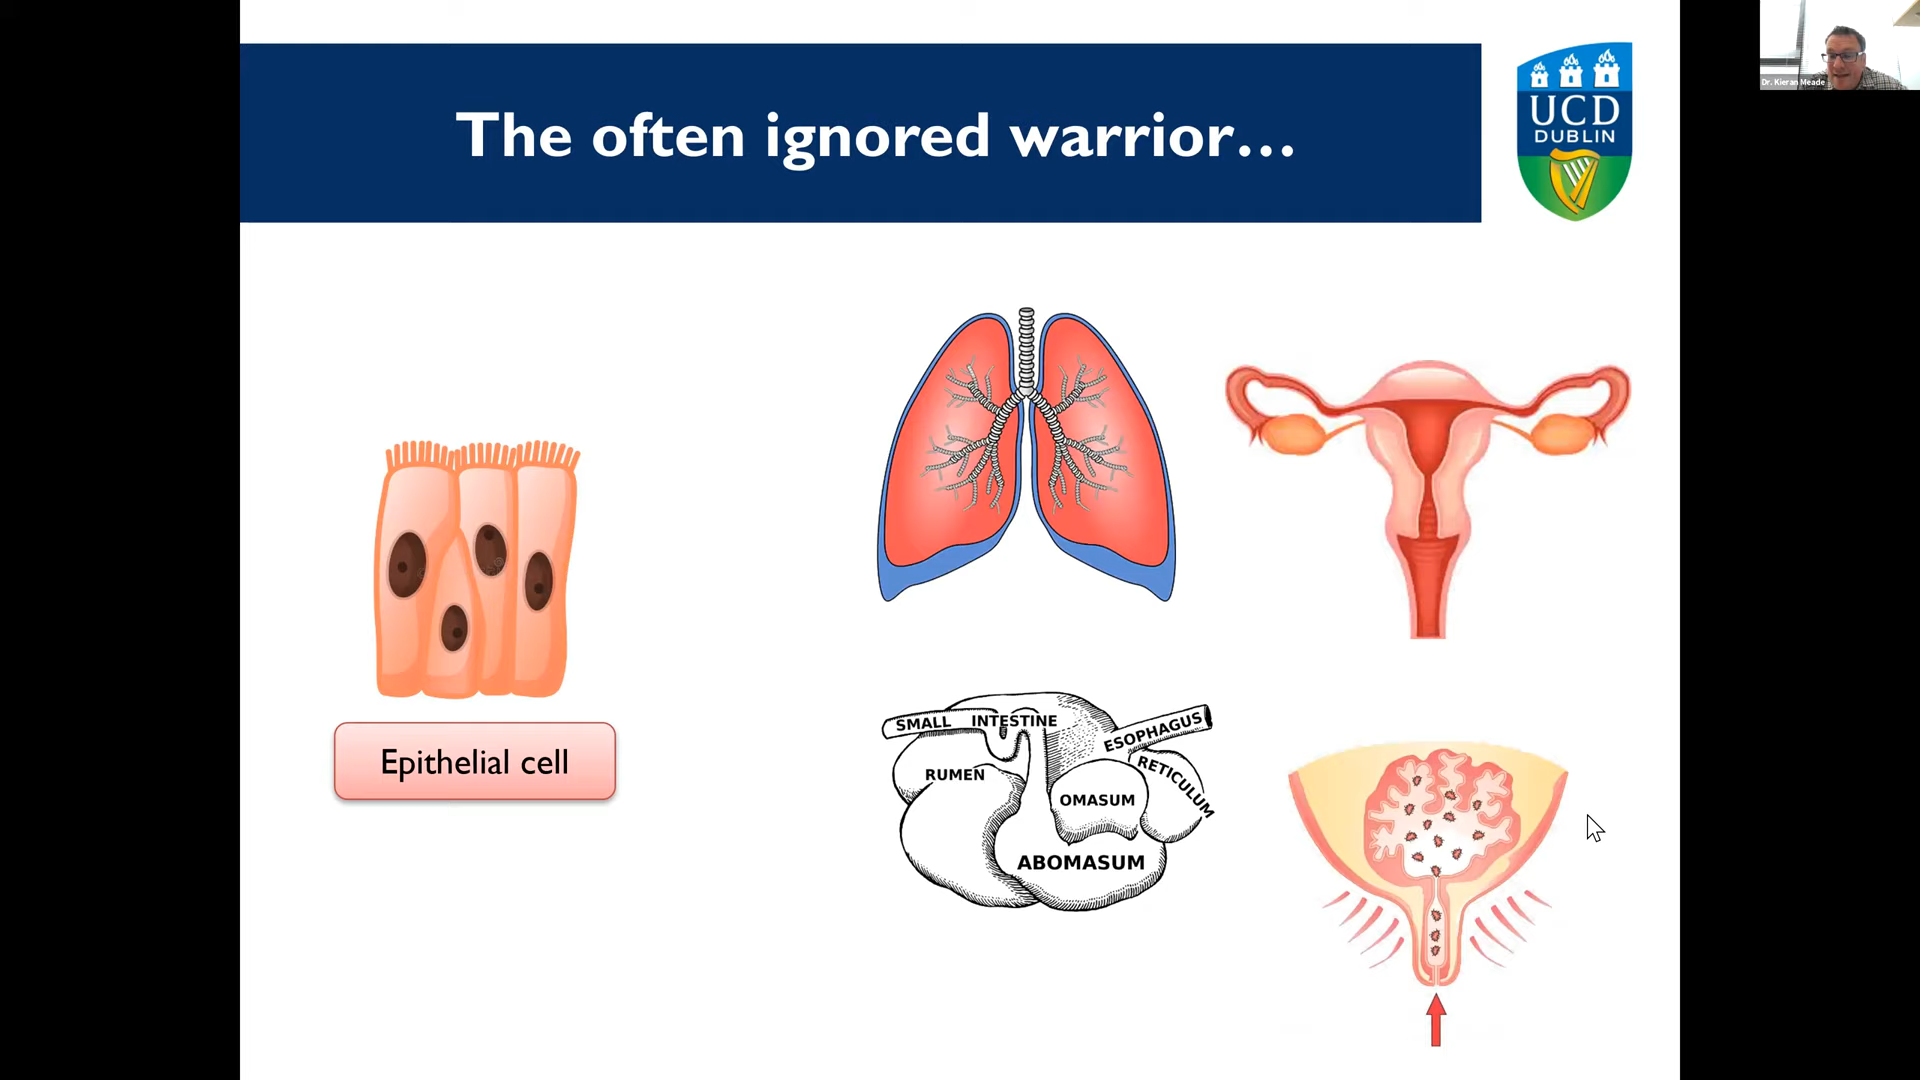 The often ignored warrior...
UCD
DUBLIN
Dr. Kieran Meade
Epithelial cell
SMALL INTESTINE
ESOPHAGUS
RUMEN
RETICULUM
OMASUM
ABOMASUM